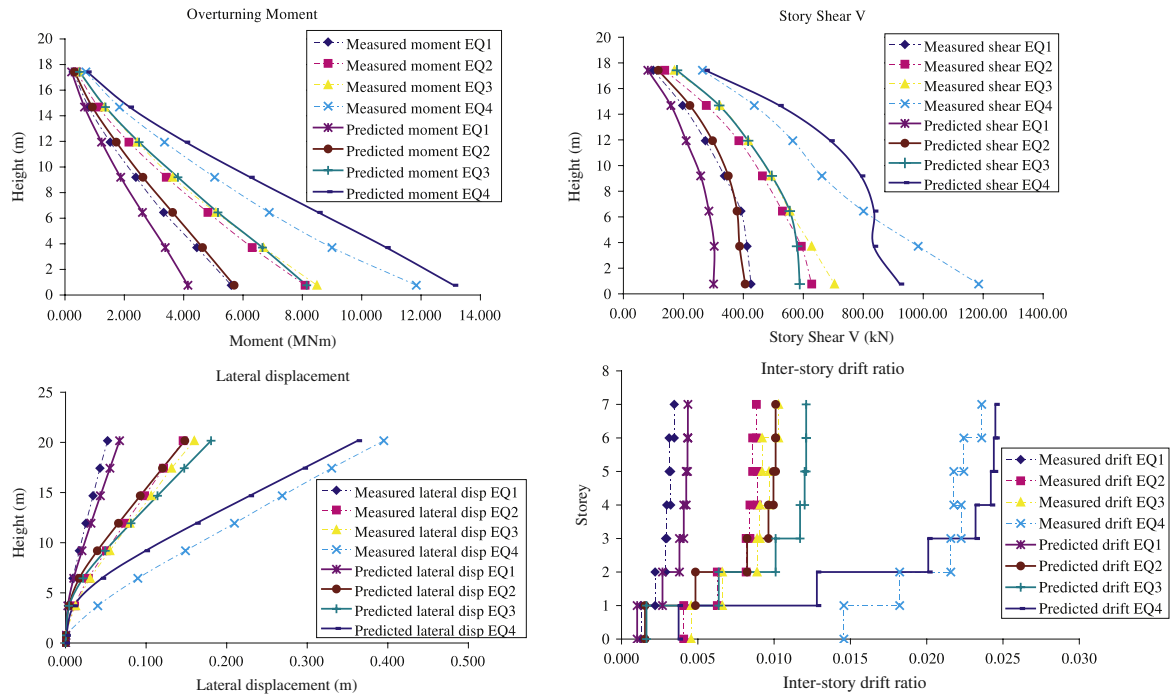 Overturning Moment
20
18
16
14
12
10
8
6
4
2
0
Height (m)
0.000 2.000 4.000 6.000 8.000 10.000 12.000 14.000
Moment (MNm)
Measured moment EQ1
Measured moment EQ2
Measured moment EQ3
Measured moment EQ4
Predicted moment EQ1
Predicted moment EQ2
Predicted moment EQ3
Predicted moment EQ4
Story Shear V
20
18
16
14
12
10
8
6
4
2
0
Height (m)
0.00 200.00 400.00 600.00 800.00 1000.00 1200.00 1400.00
Story Shear V (kN)
Measured shear EQ1
Measured shear EQ2
Measured shear EQ3
Measured shear EQ4
Predicted shear EQ1
Predicted shear EQ2
Predicted shear EQ3
Predicted shear EQ4
Lateral displacement
25
20
15
10
5
0
Height (m)
0.000 0.100 0.200 0.300 0.400 0.500
Lateral displacement (m)
Measured lateral disp EQ1
Measured lateral disp EQ2
Measured lateral disp EQ3
Measured lateral disp EQ4
Predicted lateral disp EQ1
Predicted lateral disp EQ2
Predicted lateral disp EQ3
Predicted lateral disp EQ4
Inter-story drift ratio
8
7
6
5
4
3
2
1
0
Storey
0.000 0.005 0.010 0.015 0.020 0.025 0.030
Inter-story drift ratio
Measured drift EQ1
Measured drift EQ2
Measured drift EQ3
Measured drift EQ4
Predicted drift EQ1
Predicted drift EQ2
Predicted drift EQ3
Predicted drift EQ4